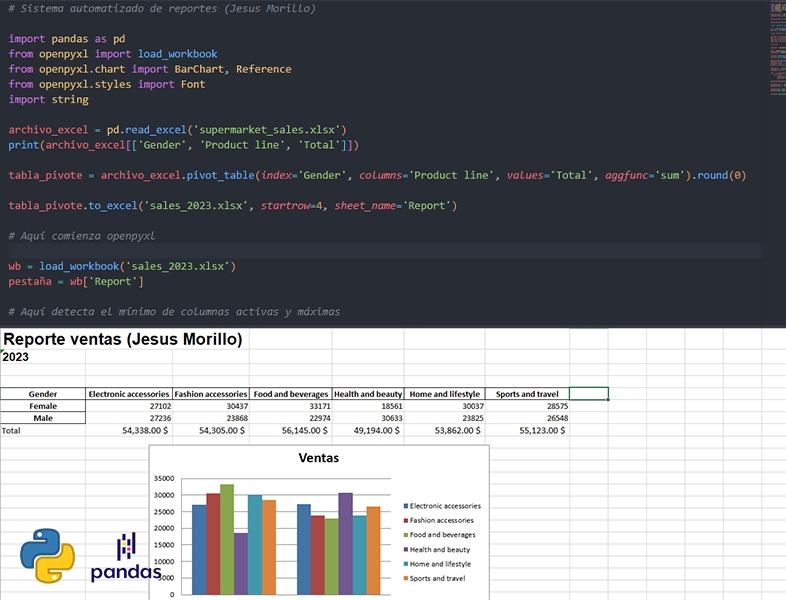 # Sistema automatizado de reportes (Jesus Morillo)
import pandas as pd
from openpyxl import load_workbook
from openpyxl.chart import BarChart, Reference
from openpyxl.styles import Font
import string
archivo_excel = pd.read_excel('supermarket_sales.xlsx')
print(archivo_excel[['Gender', 'Product line', 'Total']])
tabla_pivote = archivo_excel.pivot_table(index='Gender', columns='Product line', values='Total', aggfunc='sum').round(0)
tabla_pivote.to_excel('sales_2023.xlsx', startrow=4, sheet_name='Report')
# Aquí comienza openpyxl
wb = load_workbook('sales_2023.xlsx')
pestaña = wb['Report']
# Aquí detecta el mínimo de columnas activas y máximas
Reporte ventas (Jesus Morillo)
2023
Gender Electronic accessories Fashion accessories Food and beverages Health and beauty Home and lifestyle Sports and travel
Female 27102 30437 33171 18561 30037 28575
Male 27236 23868 22974 30633 23825 26548
Total 54,338.00 $ 54,305.00 $ 56,145.00 $ 49,194.00 $ 53,862.00 $ 55,123.00 $
Ventas
35000
30000
25000
20000
15000
10000
5000
0
Electronic accessories
Fashion accessories
Food and beverages
Health and beauty
Home and lifestyle
Sports and travel
pandas